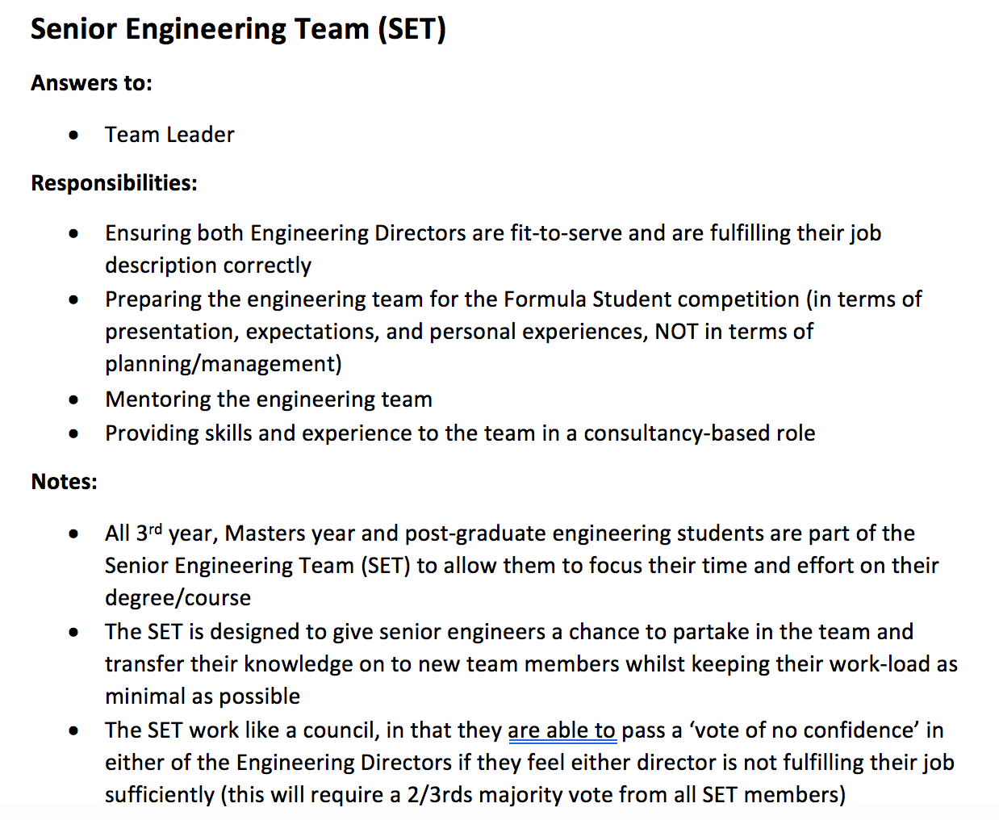 Senior Engineering Team (SET)
Answers to:
• Team Leader
Responsibilities:
• Ensuring both Engineering Directors are fit-to-serve and are fulfilling their job
description correctly
• Preparing the engineering team for the Formula Student competition (in terms of
presentation, expectations, and personal experiences, NOT in terms of
planning/management)
• Mentoring the engineering team
• Providing skills and experience to the team in a consultancy-based role
Notes:
• All 3rd year, Masters year and post-graduate engineering students are part of the
Senior Engineering Team (SET) to allow them to focus their time and effort on their
degree/course
• The SET is designed to give senior engineers a chance to partake in the team and
transfer their knowledge on to new team members whilst keeping their work-load as
minimal as possible
• The SET work like a council, in that they are able to pass a ‘vote of no confidence’ in
either of the Engineering Directors if they feel either director is not fulfilling their job
sufficiently (this will require a 2/3rds majority vote from all SET members)